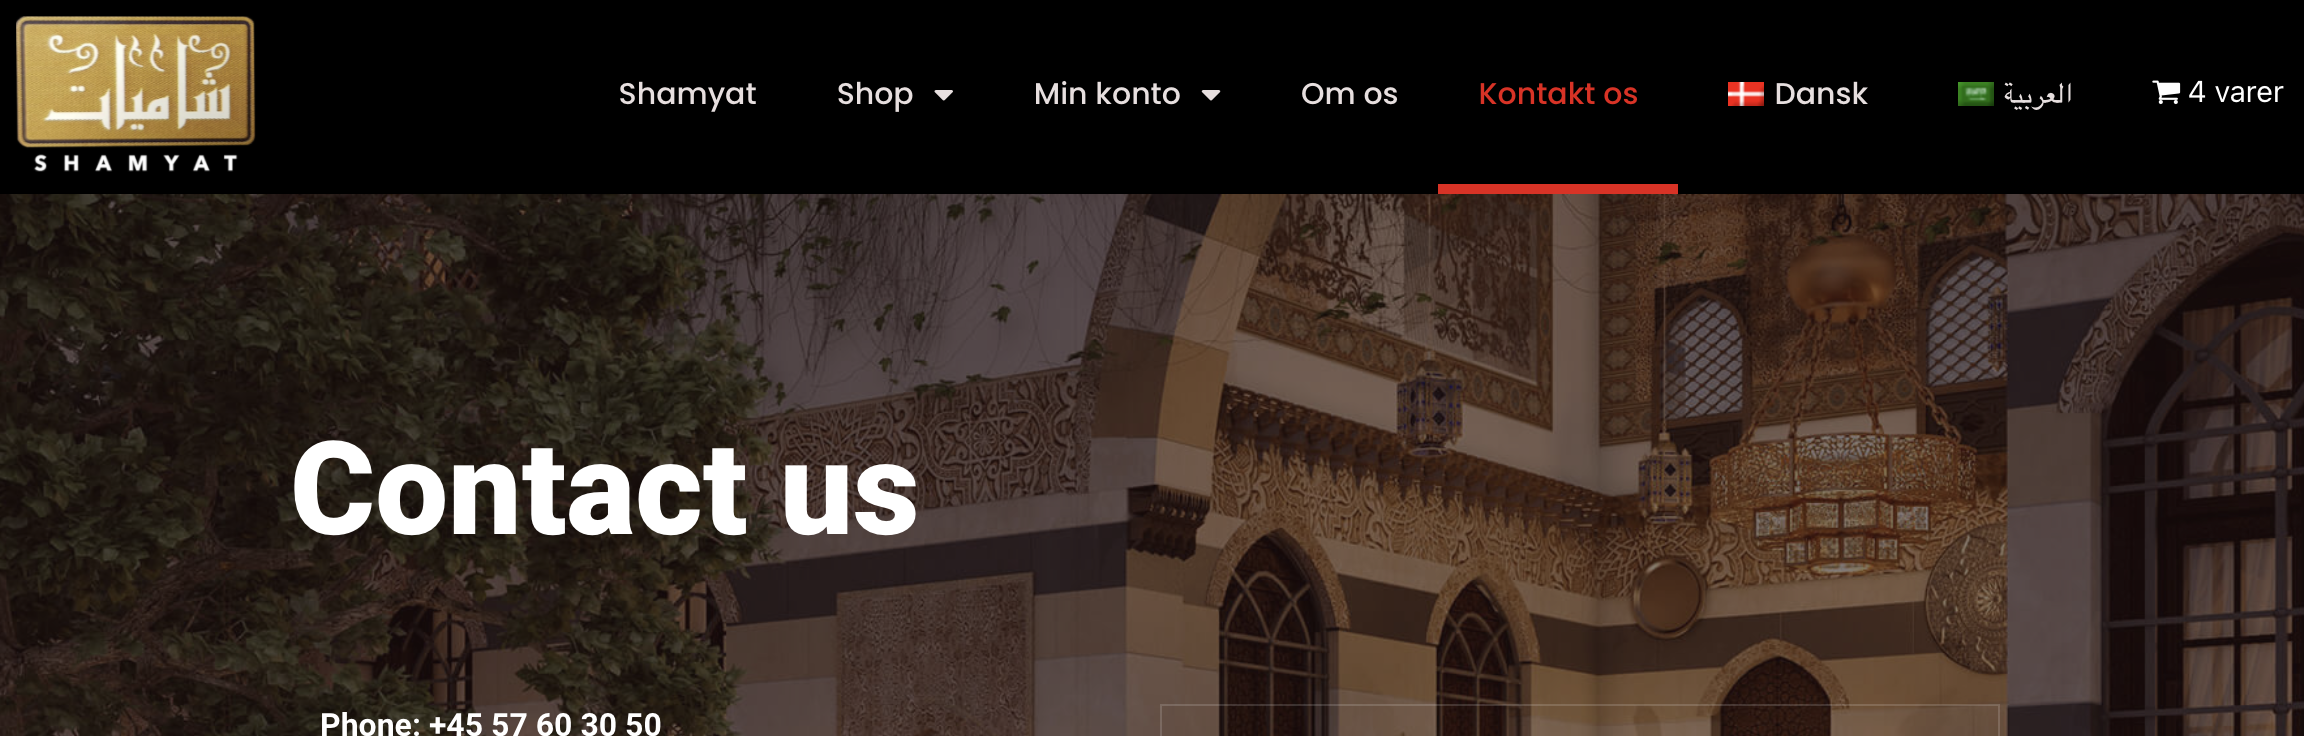 شاميات
SHAMYAT
Shamyat
Shop
Min konto
Om os
Kontakt os
Dansk
العربية
4 varer
Contact us
Phone: +45 57 60 30 50